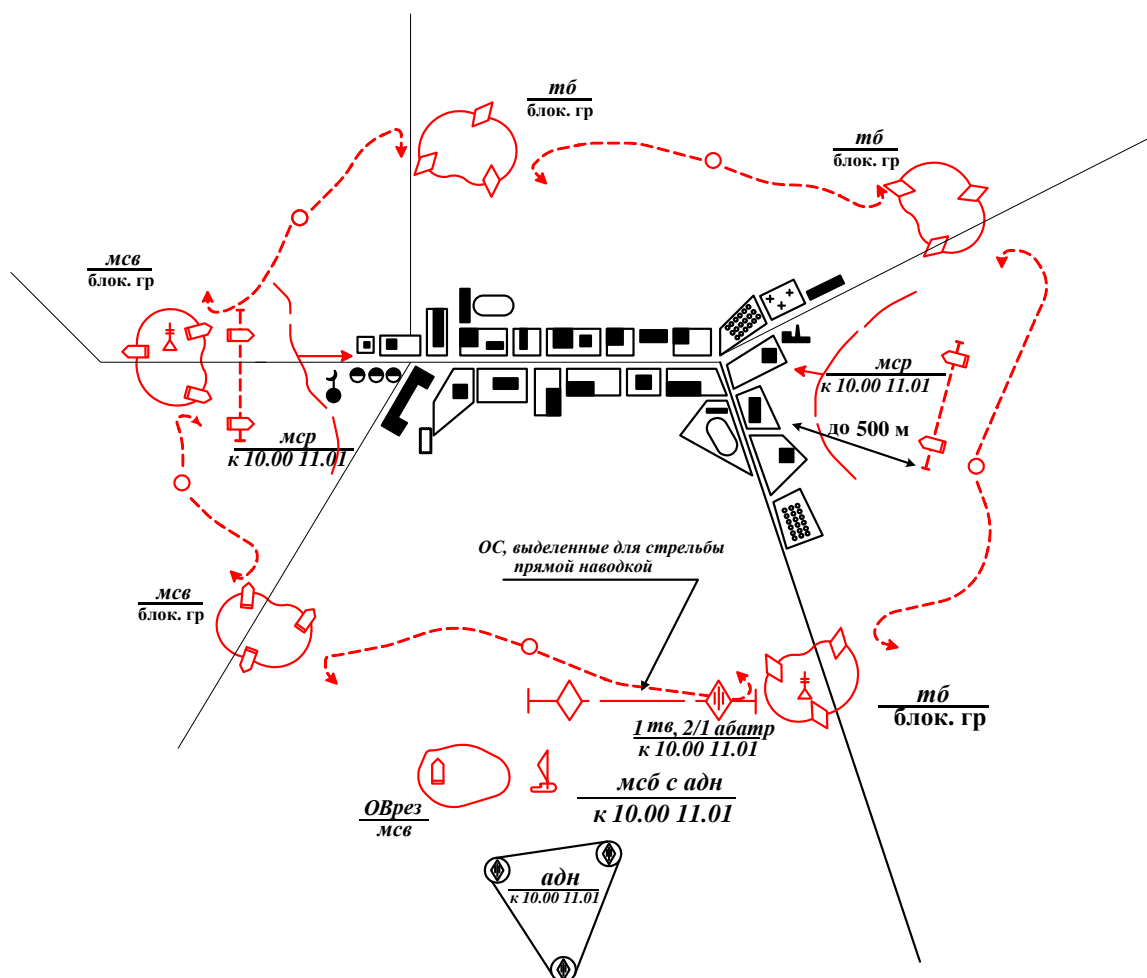 тб
блок. гр
тб
блок. гр
мсв
блок. гр
мср
к 10.00 11.01
до 500 м
мср
к 10.00 11.01
ОС, выделенные для стрельбы
прямой наводкой
мсв
блок. гр
тб
блок. гр
1 тв, 2/1 абатр
к 10.00 11.01
мсб с адн
к 10.00 11.01
ОВрез
мсв
адн
к 10.00 11.01